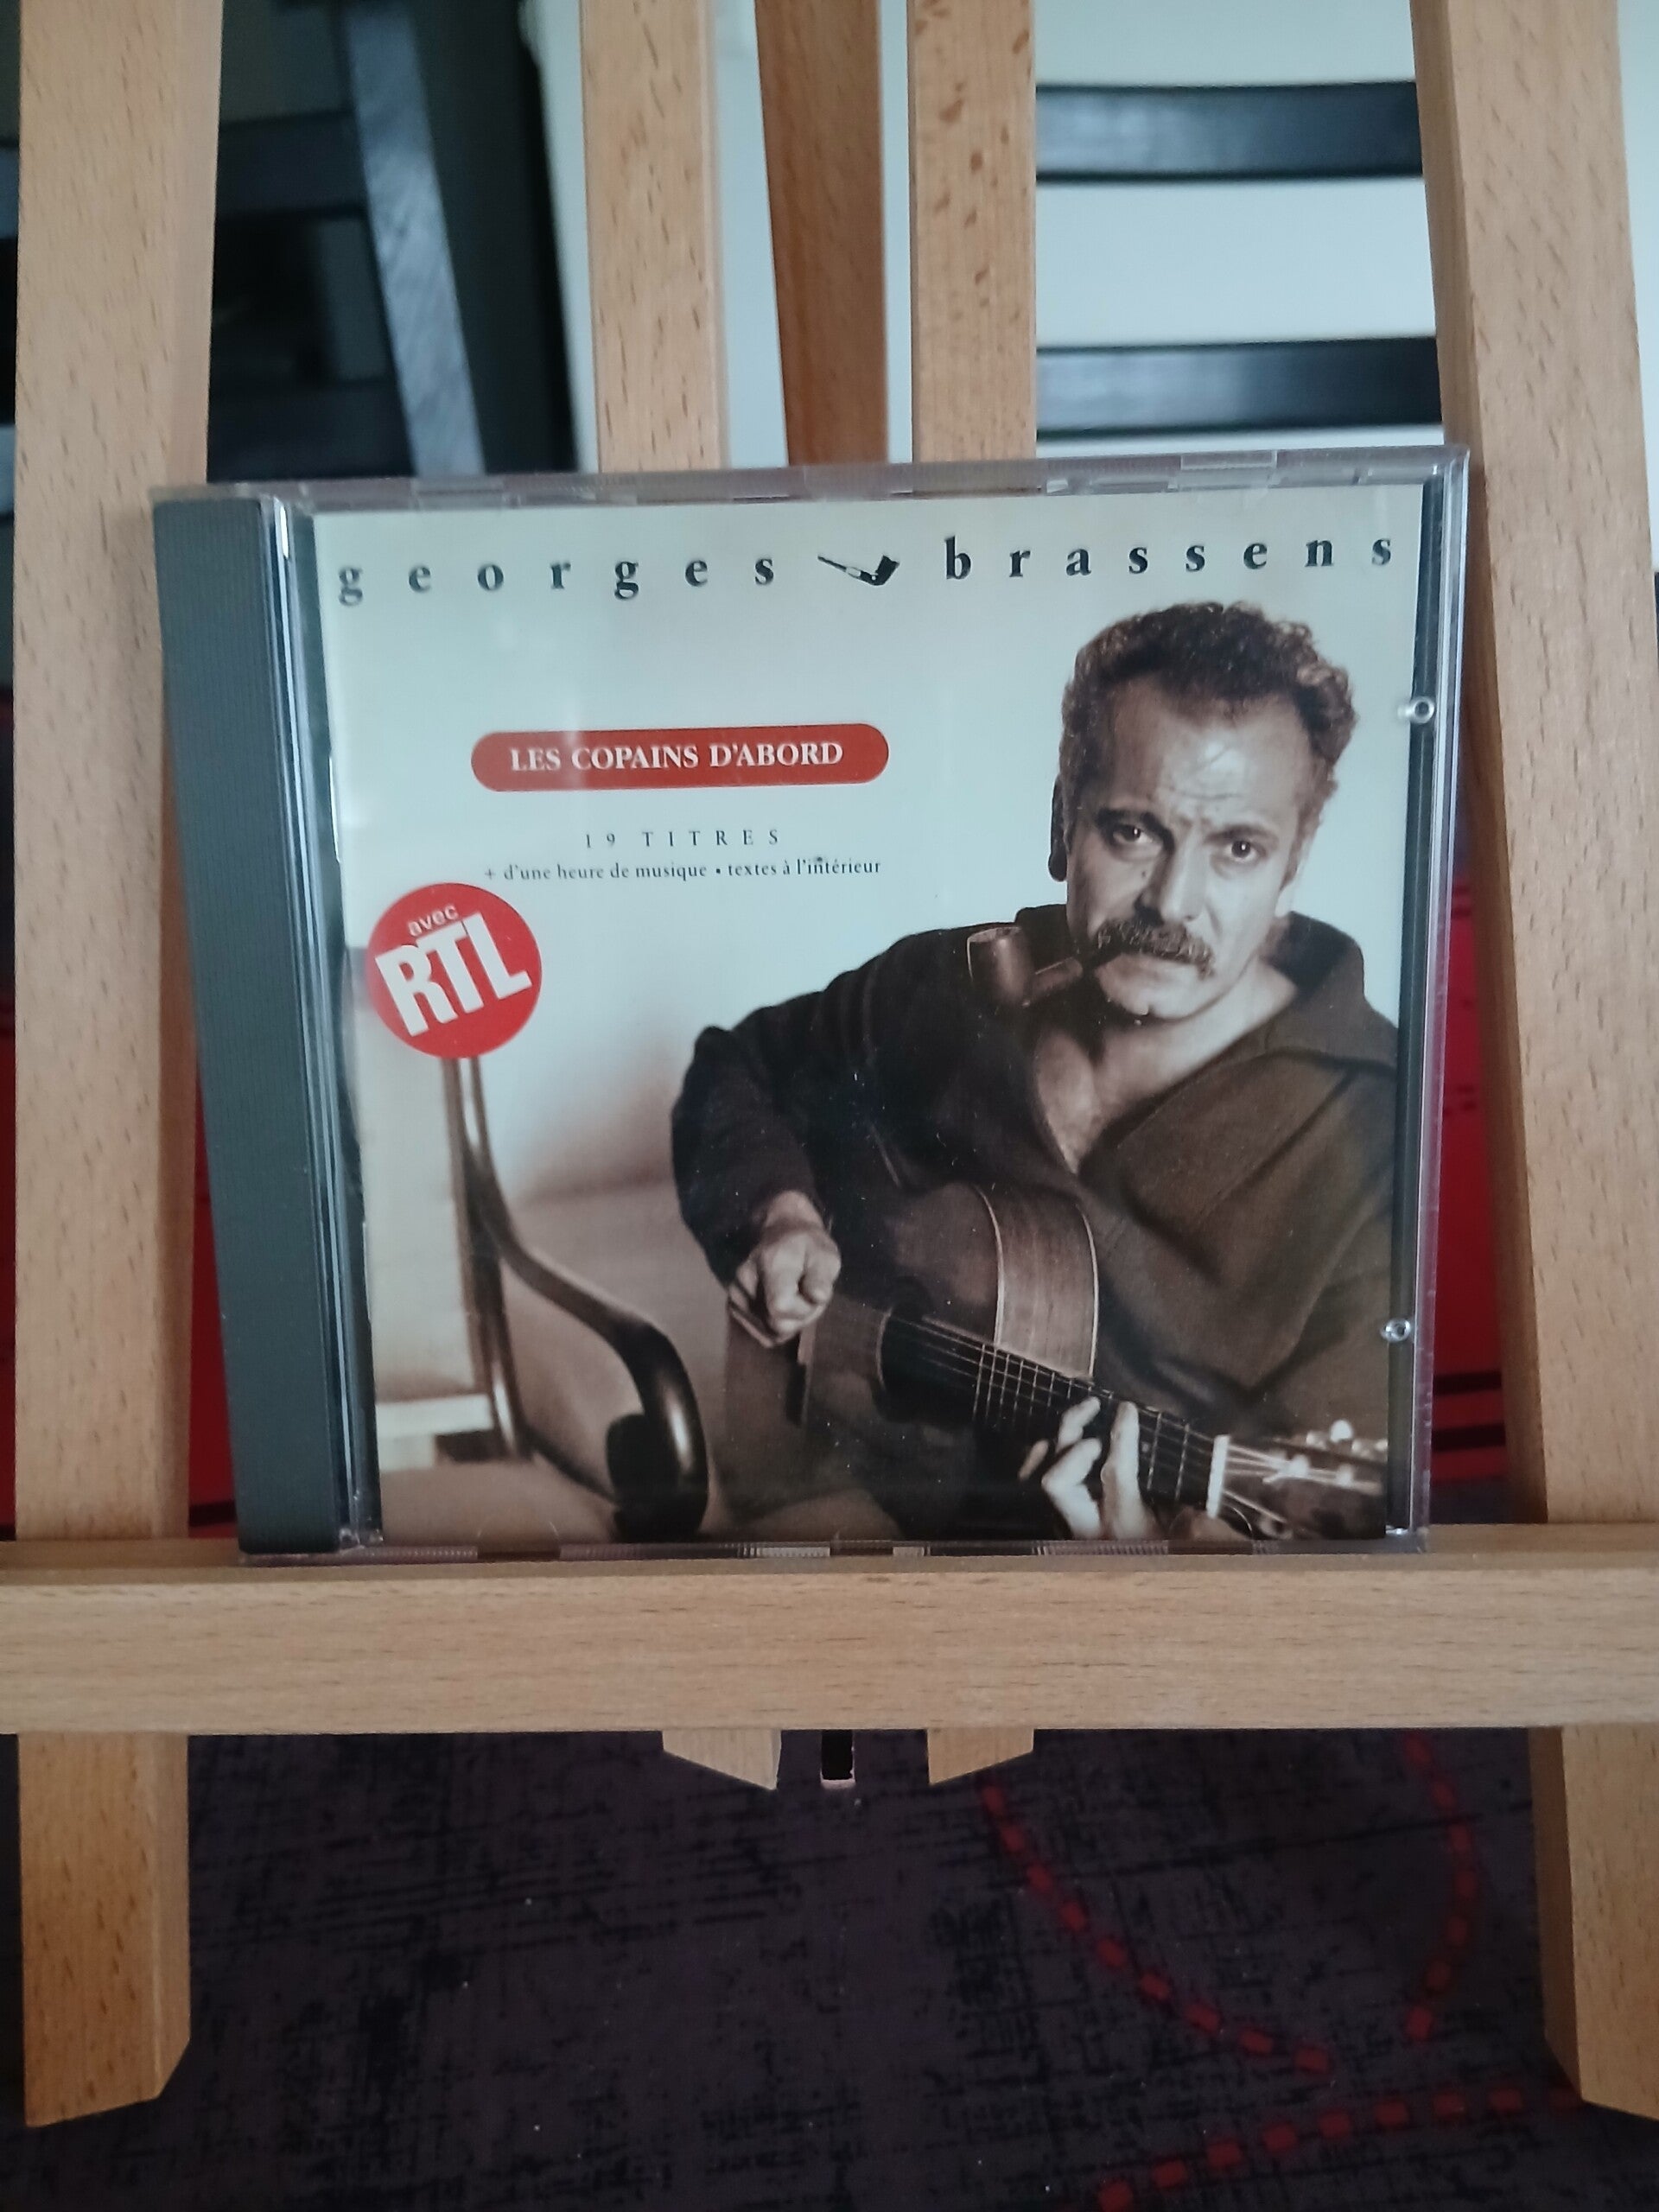 georges brassens
LES COPAINS D'ABORD
19 TITRES
+ d'une heure de musique • textes à l'intérieur
avec
RTL